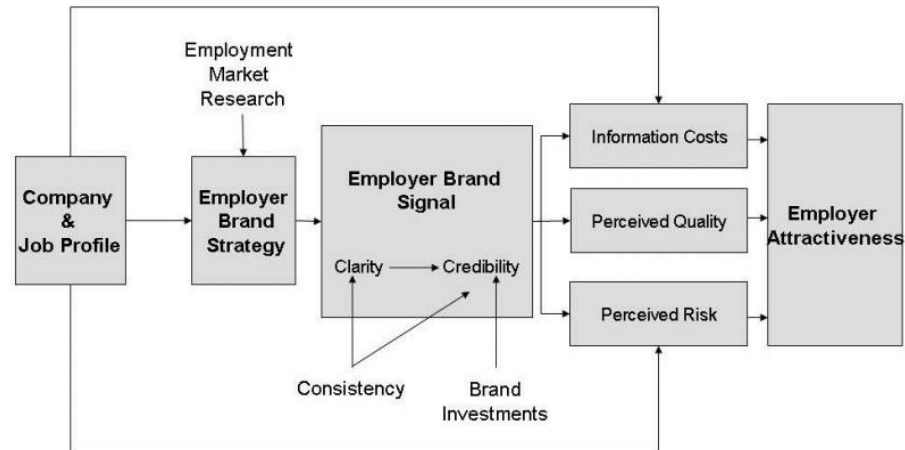 Employment
Market
Research
Company
&
Job Profile
Employer
Brand
Strategy
Employer Brand
Signal
Clarity
Credibility
Consistency
Brand
Investments
Information Costs
Perceived Quality
Perceived Risk
Employer
Attractiveness